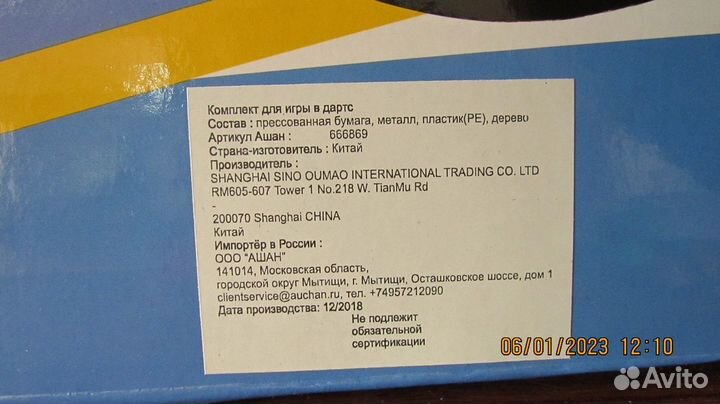 Комплект для игры в дартс
Состав : прессованная бумага, металл, пластик(PE), дерево
Артикул Ашан : 666869
Страна-изготовитель : Китай
Производитель :
SHANGHAI SINO OUMAO INTERNATIONAL TRADING CO. LTD
RM605-607 Tower 1 No.218 W. TianMu Rd
-
200070 Shanghai CHINA
Китай
Импортёр в России :
ООО "АШАН"
141014, Московская область,
городской округ Мытищи, г. Мытищи, Осташковское шоссе, дом 1
clientservice@auchan.ru, тел. +74957212090
Дата производства: 12/2018
Не подлежит
обязательной
сертификации
06/01/2023 12:10
Avito